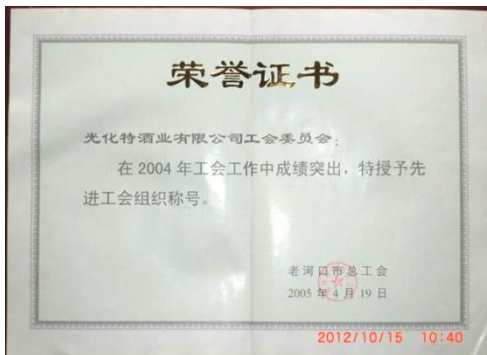 荣誉证书
光化特酒业有限公司工会委员会:
在2004年工会工作中成绩突出,特授予先
进工会组织称号。
老河口市总工会
2005年4月19日
2012/10/15 10:40